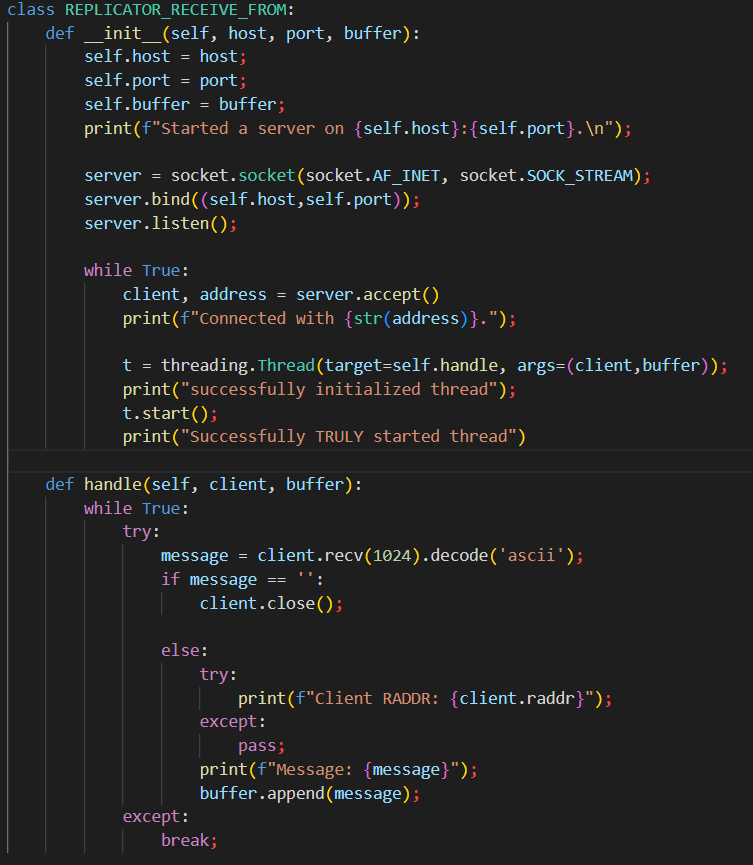 class REPLICATOR_RECEIVE_FROM:
    def __init__(self, host, port, buffer):
        self.host = host;
        self.port = port;
        self.buffer = buffer;
        print(f"Started a server on {self.host}:{self.port}.\n");

        server = socket.socket(socket.AF_INET, socket.SOCK_STREAM);
        server.bind((self.host,self.port));
        server.listen();

        while True:
            client, address = server.accept()
            print(f"Connected with {str(address)}.");

            t = threading.Thread(target=self.handle, args=(client,buffer));
            print("successfully initialized thread");
            t.start();
            print("Successfully TRULY started thread")

    def handle(self, client, buffer):
        while True:
            try:
                message = client.recv(1024).decode('ascii');
                if message == '':
                    client.close();

                else:
                    try:
                        print(f"Client RADDR: {client.raddr}");
                    except:
                        pass;
                    print(f"Message: {message}");
                    buffer.append(message);
            except:
                break;